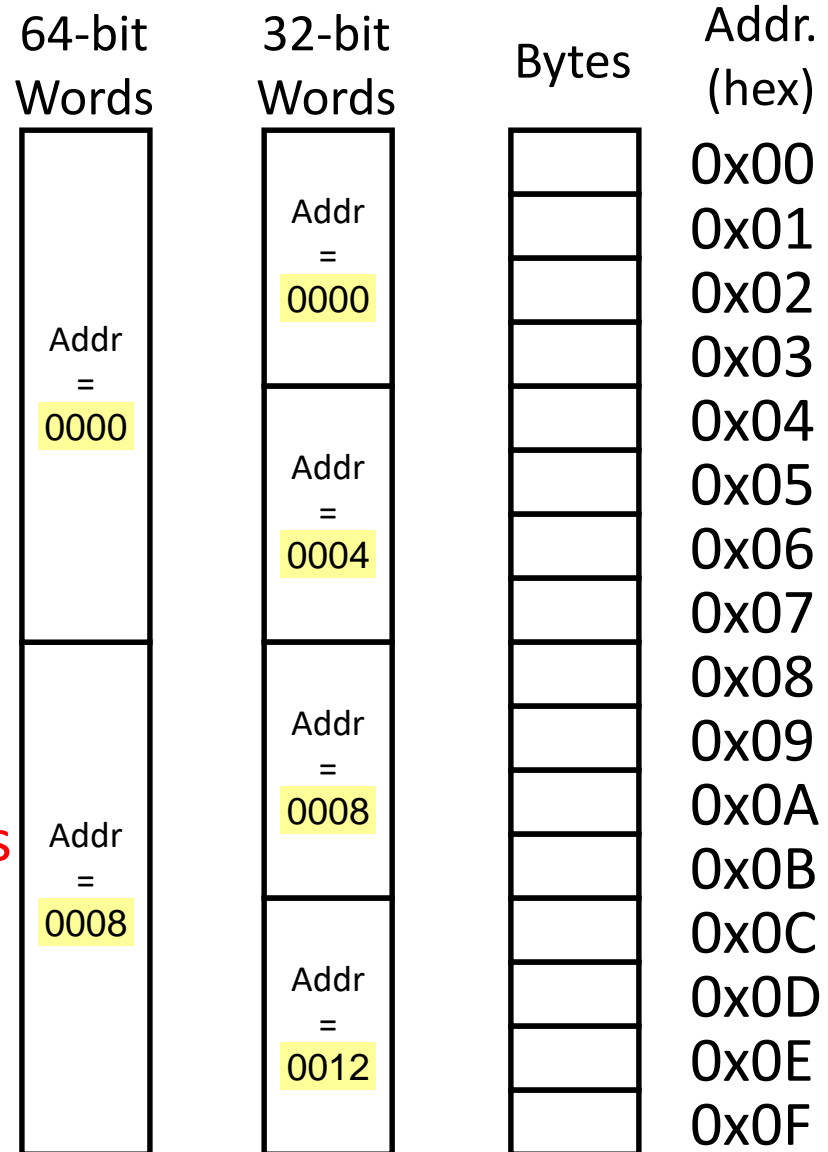 64-bit
Words
32-bit
Words
Bytes
Addr.
(hex)
Addr
=
0000
Addr
=
0008
Addr
=
0000
Addr
=
0004
Addr
=
0008
Addr
=
0012
0x00
0x01
0x02
0x03
0x04
0x05
0x06
0x07
0x08
0x09
0x0A
0x0B
0x0C
0x0D
0x0E
0x0F
s